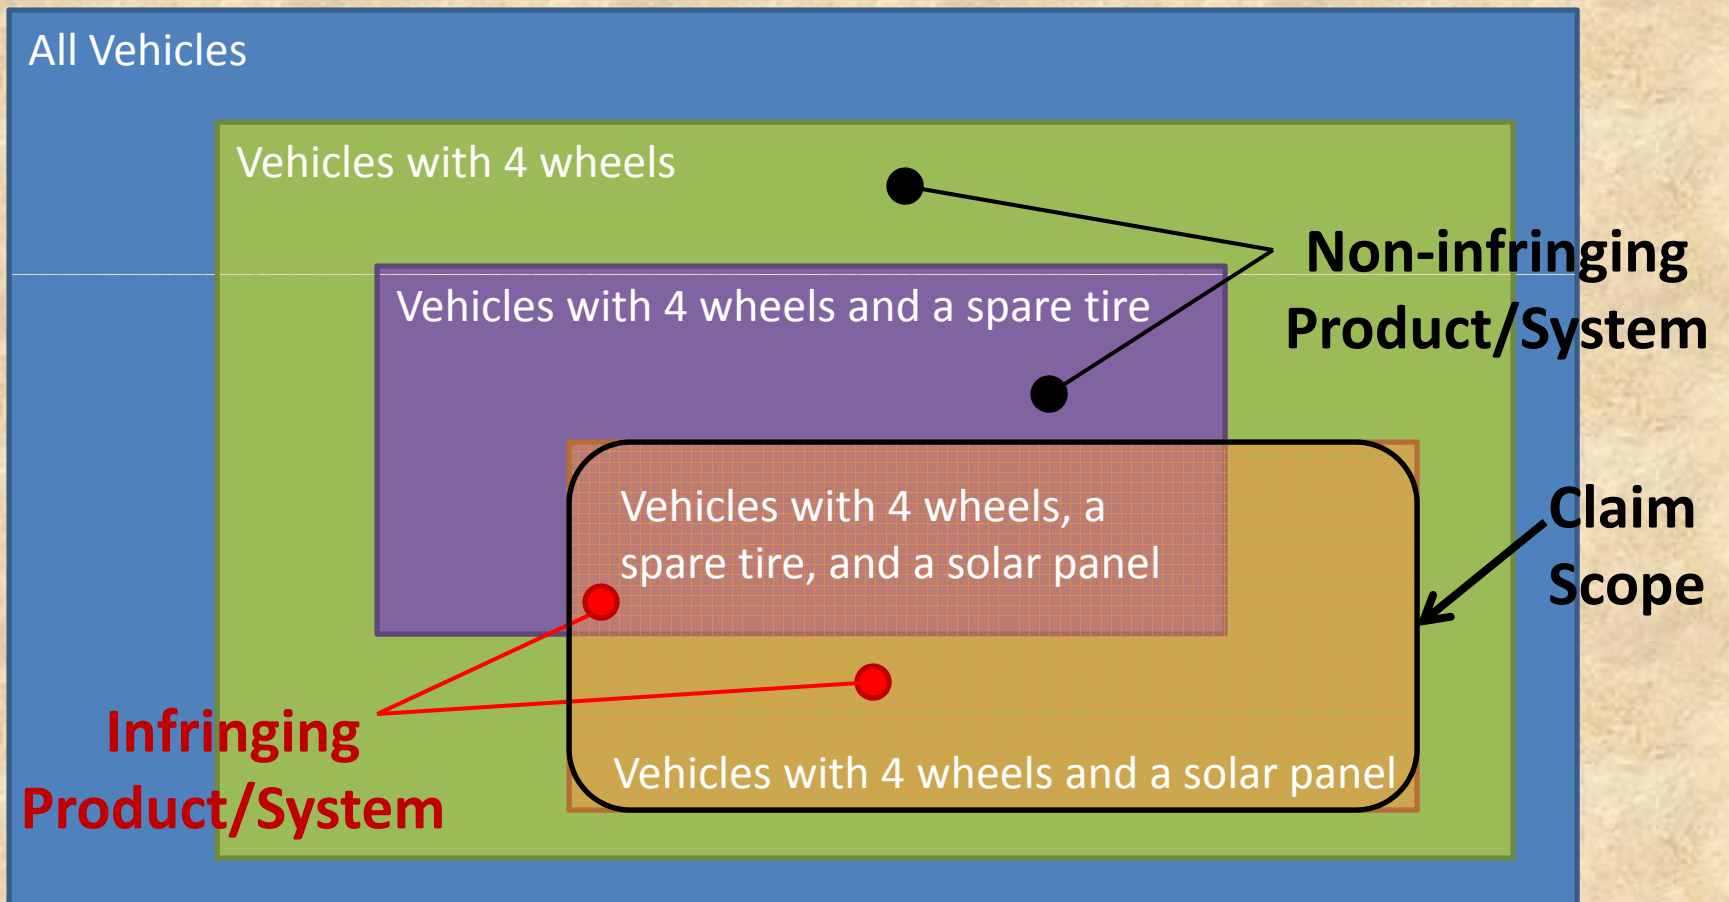 All Vehicles
Vehicles with 4 wheels
Non-infringing
Product/System
Vehicles with 4 wheels and a spare tire
Vehicles with 4 wheels, a
spare tire, and a solar panel
Claim
Scope
Infringing
Product/System
Vehicles with 4 wheels and a solar panel